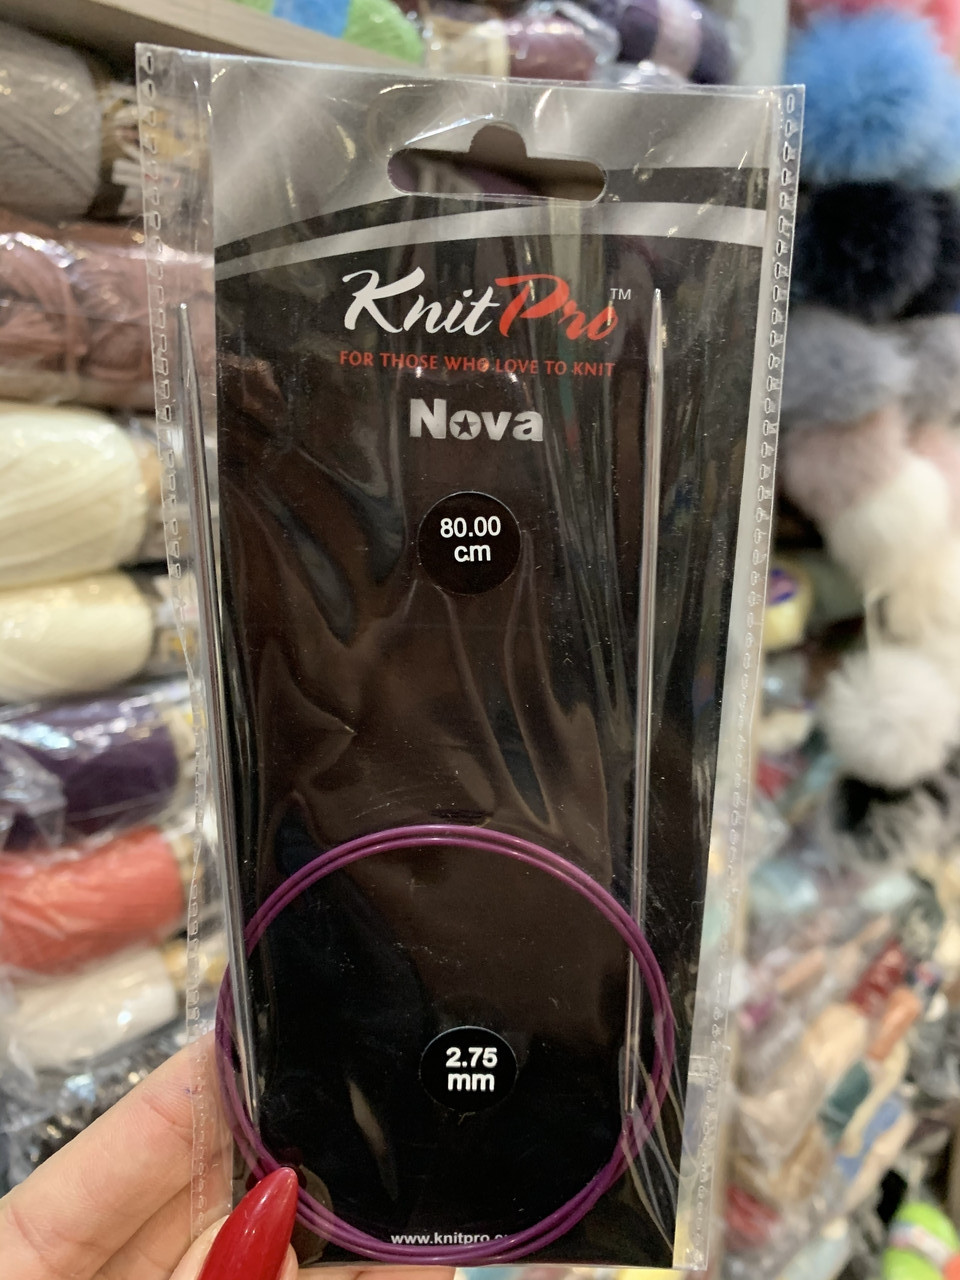 KnitPro™
FOR THOSE WHO LOVE TO KNIT
Nova
80.00
cm
2.75
mm